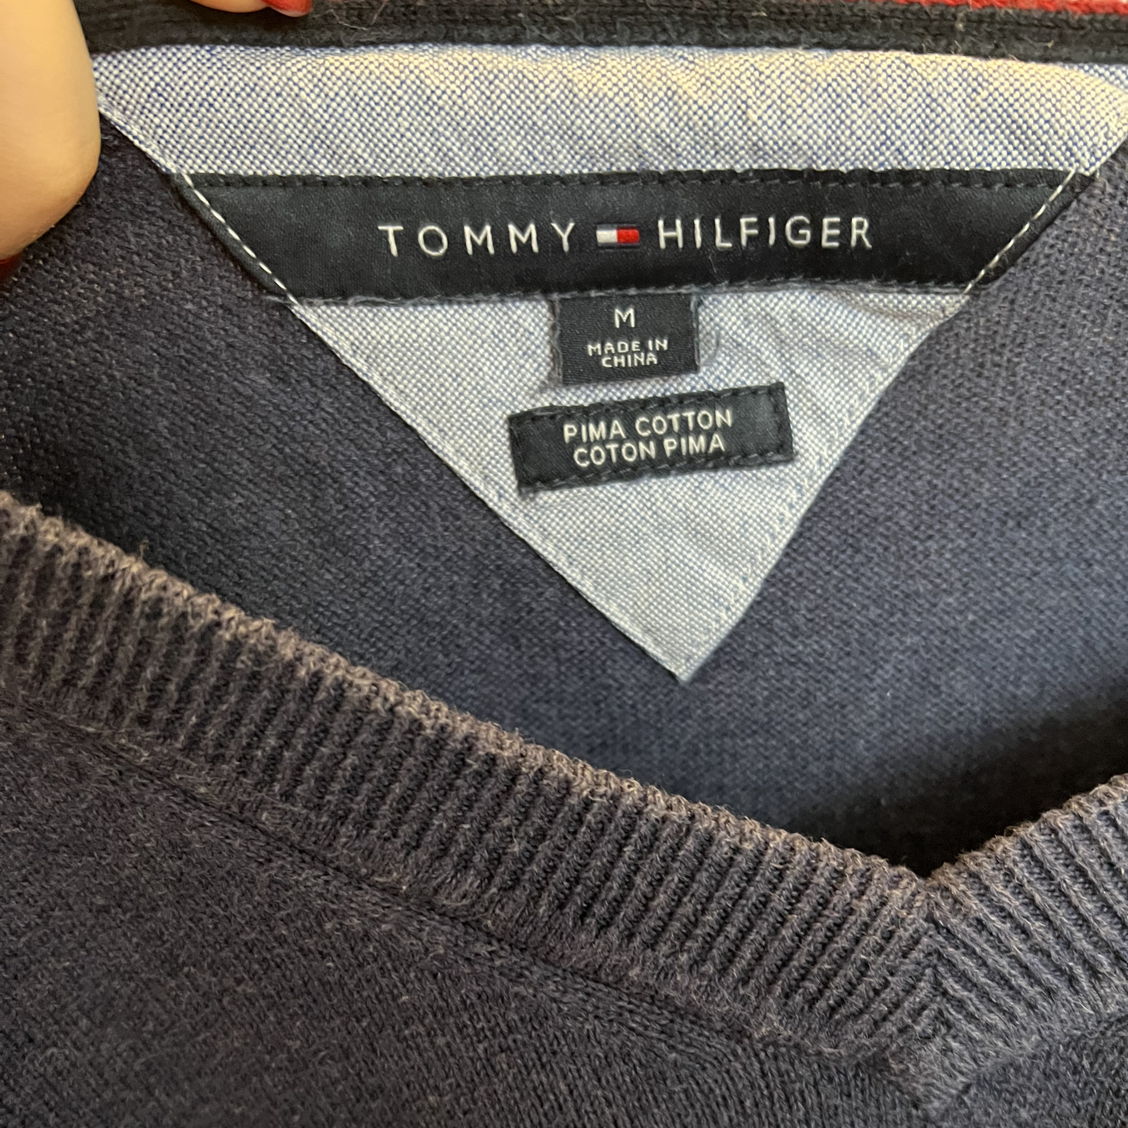 TOMMY HILFIGER
M
MADE IN
CHINA
PIMA COTTON
COTON PIMA